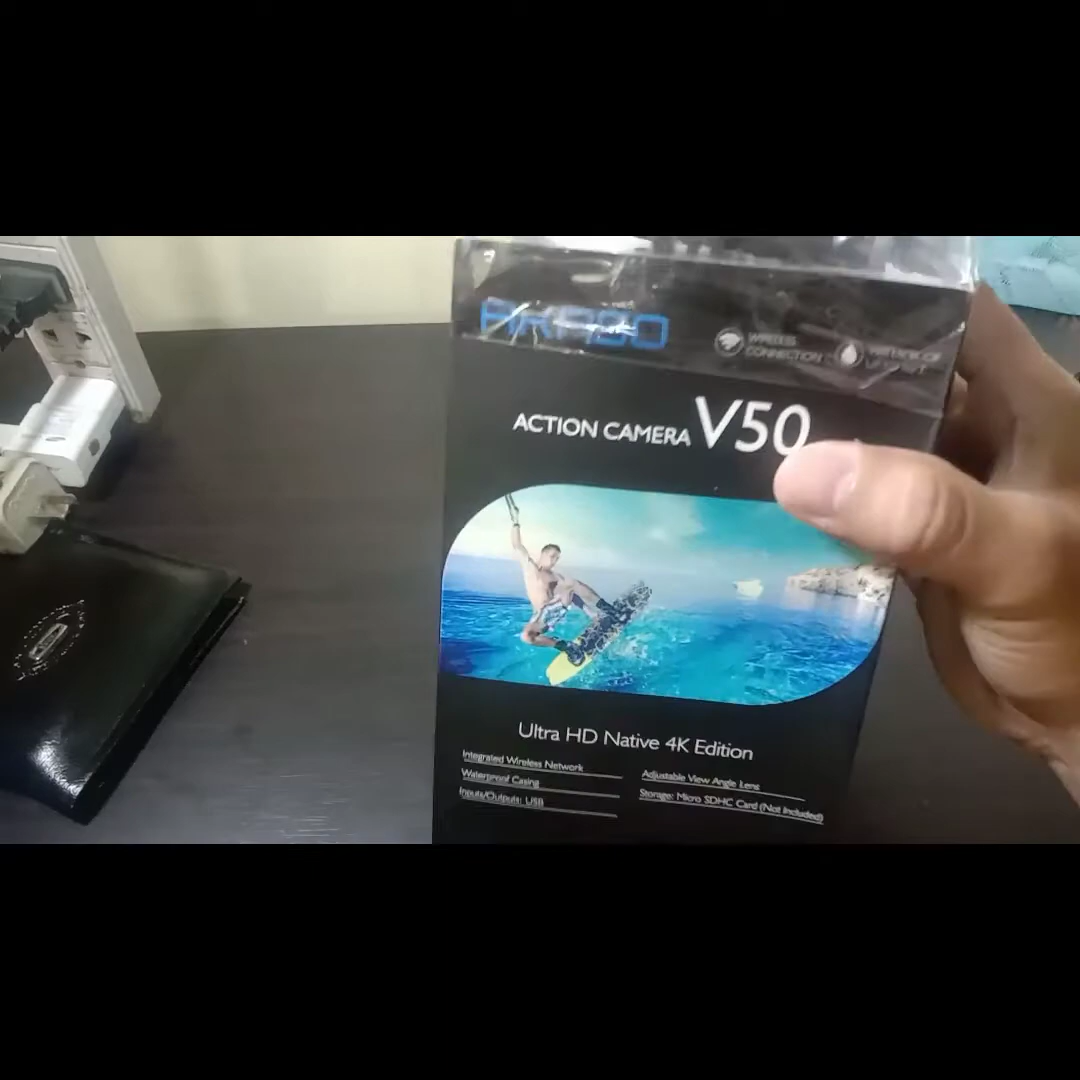 AKASO
WIRELESS
CONNECTION
ACTION CAMERA V50
Ultra HD Native 4K Edition
Integrated Wireless Network
Waterproof Casing
Inputs/Outputs: USB
Adjustable View Angle Lens
Storage: Micro SDHC Card (Not Included)